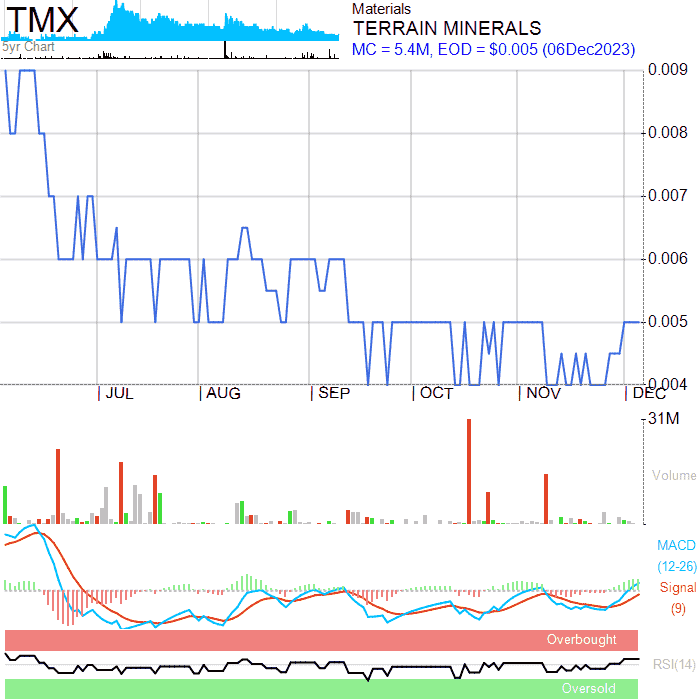 TMX
5yr Chart
Materials
TERRAIN MINERALS
MC = 5.4M, EOD = $0.005 (06Dec2023)
0.009
0.008
0.007
0.006
0.005
0.004
JUL AUG SEP OCT NOV DEC
31M
Volume
MACD
(12-26)
Signal
(9)
Overbought
RSI(14)
Oversold